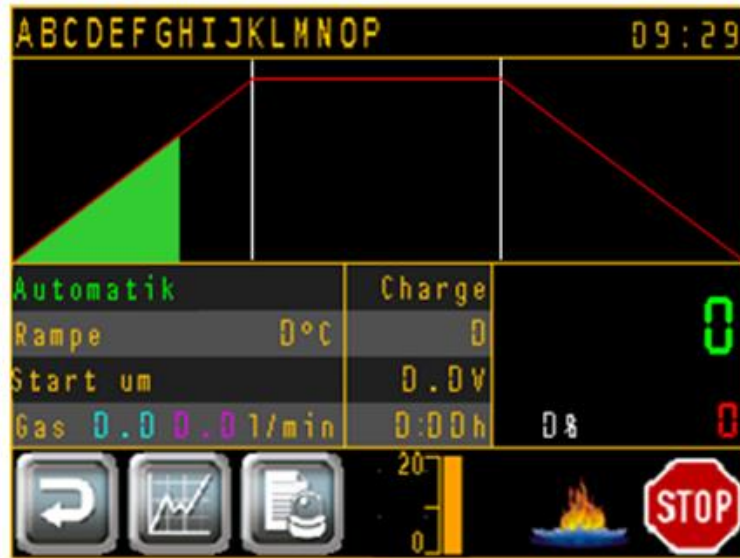 ABCDEFGHIJKLMNOP 09:29
Automatik Charge
Rampe 0°C 0
0
Start um 0.0V
Gas 0.0 0.0 l/min 0:00h 0% 0
20
0
STOP